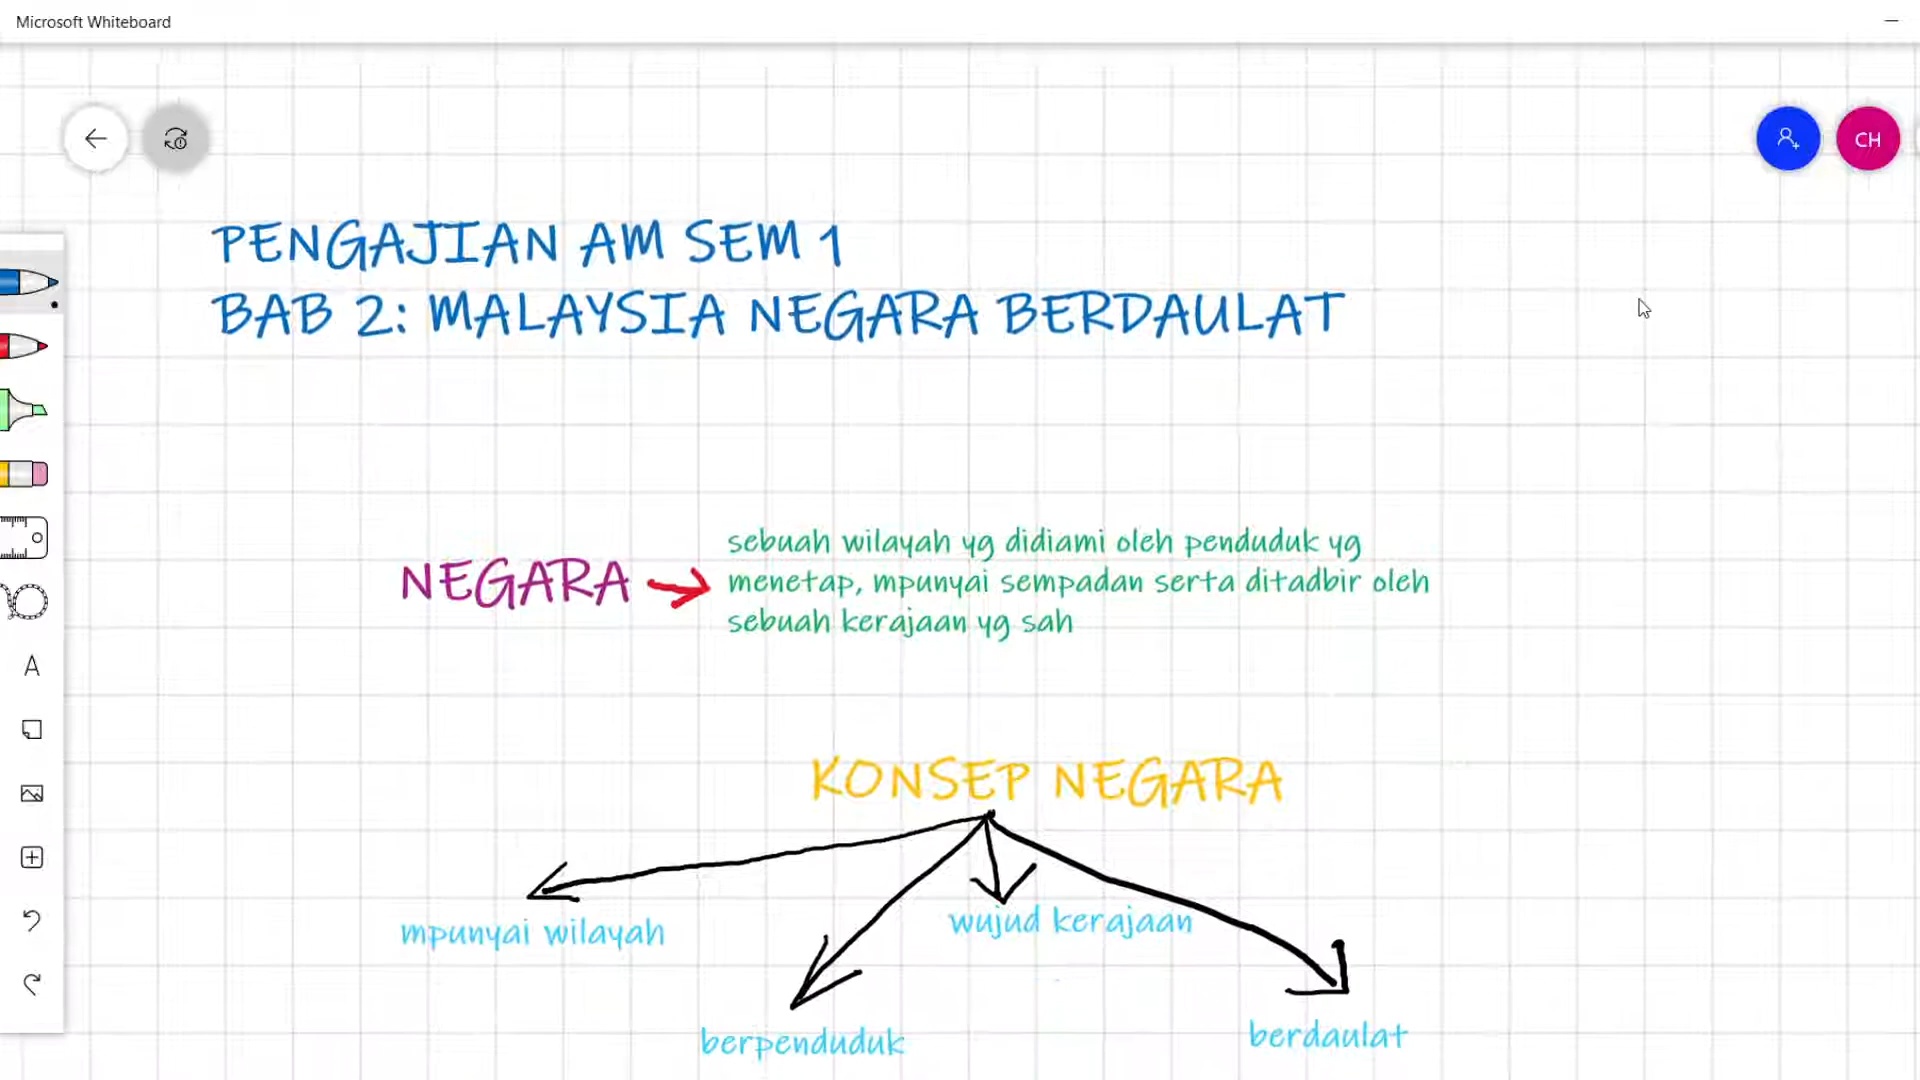 Microsoft Whiteboard
CH
PENGAJIAN AM SEM 1
BAB 2: MALAYSIA NEGARA BERDAULAT
NEGARA
sebuah wilayah yg didiami oleh penduduk yg
menetap, mpunyai sempadan serta ditadbir oleh
sebuah kerajaan yg sah
A
KONSEP NEGARA
mpunyai wilayah
wujud kerajaan
berpenduduk
berdaulat